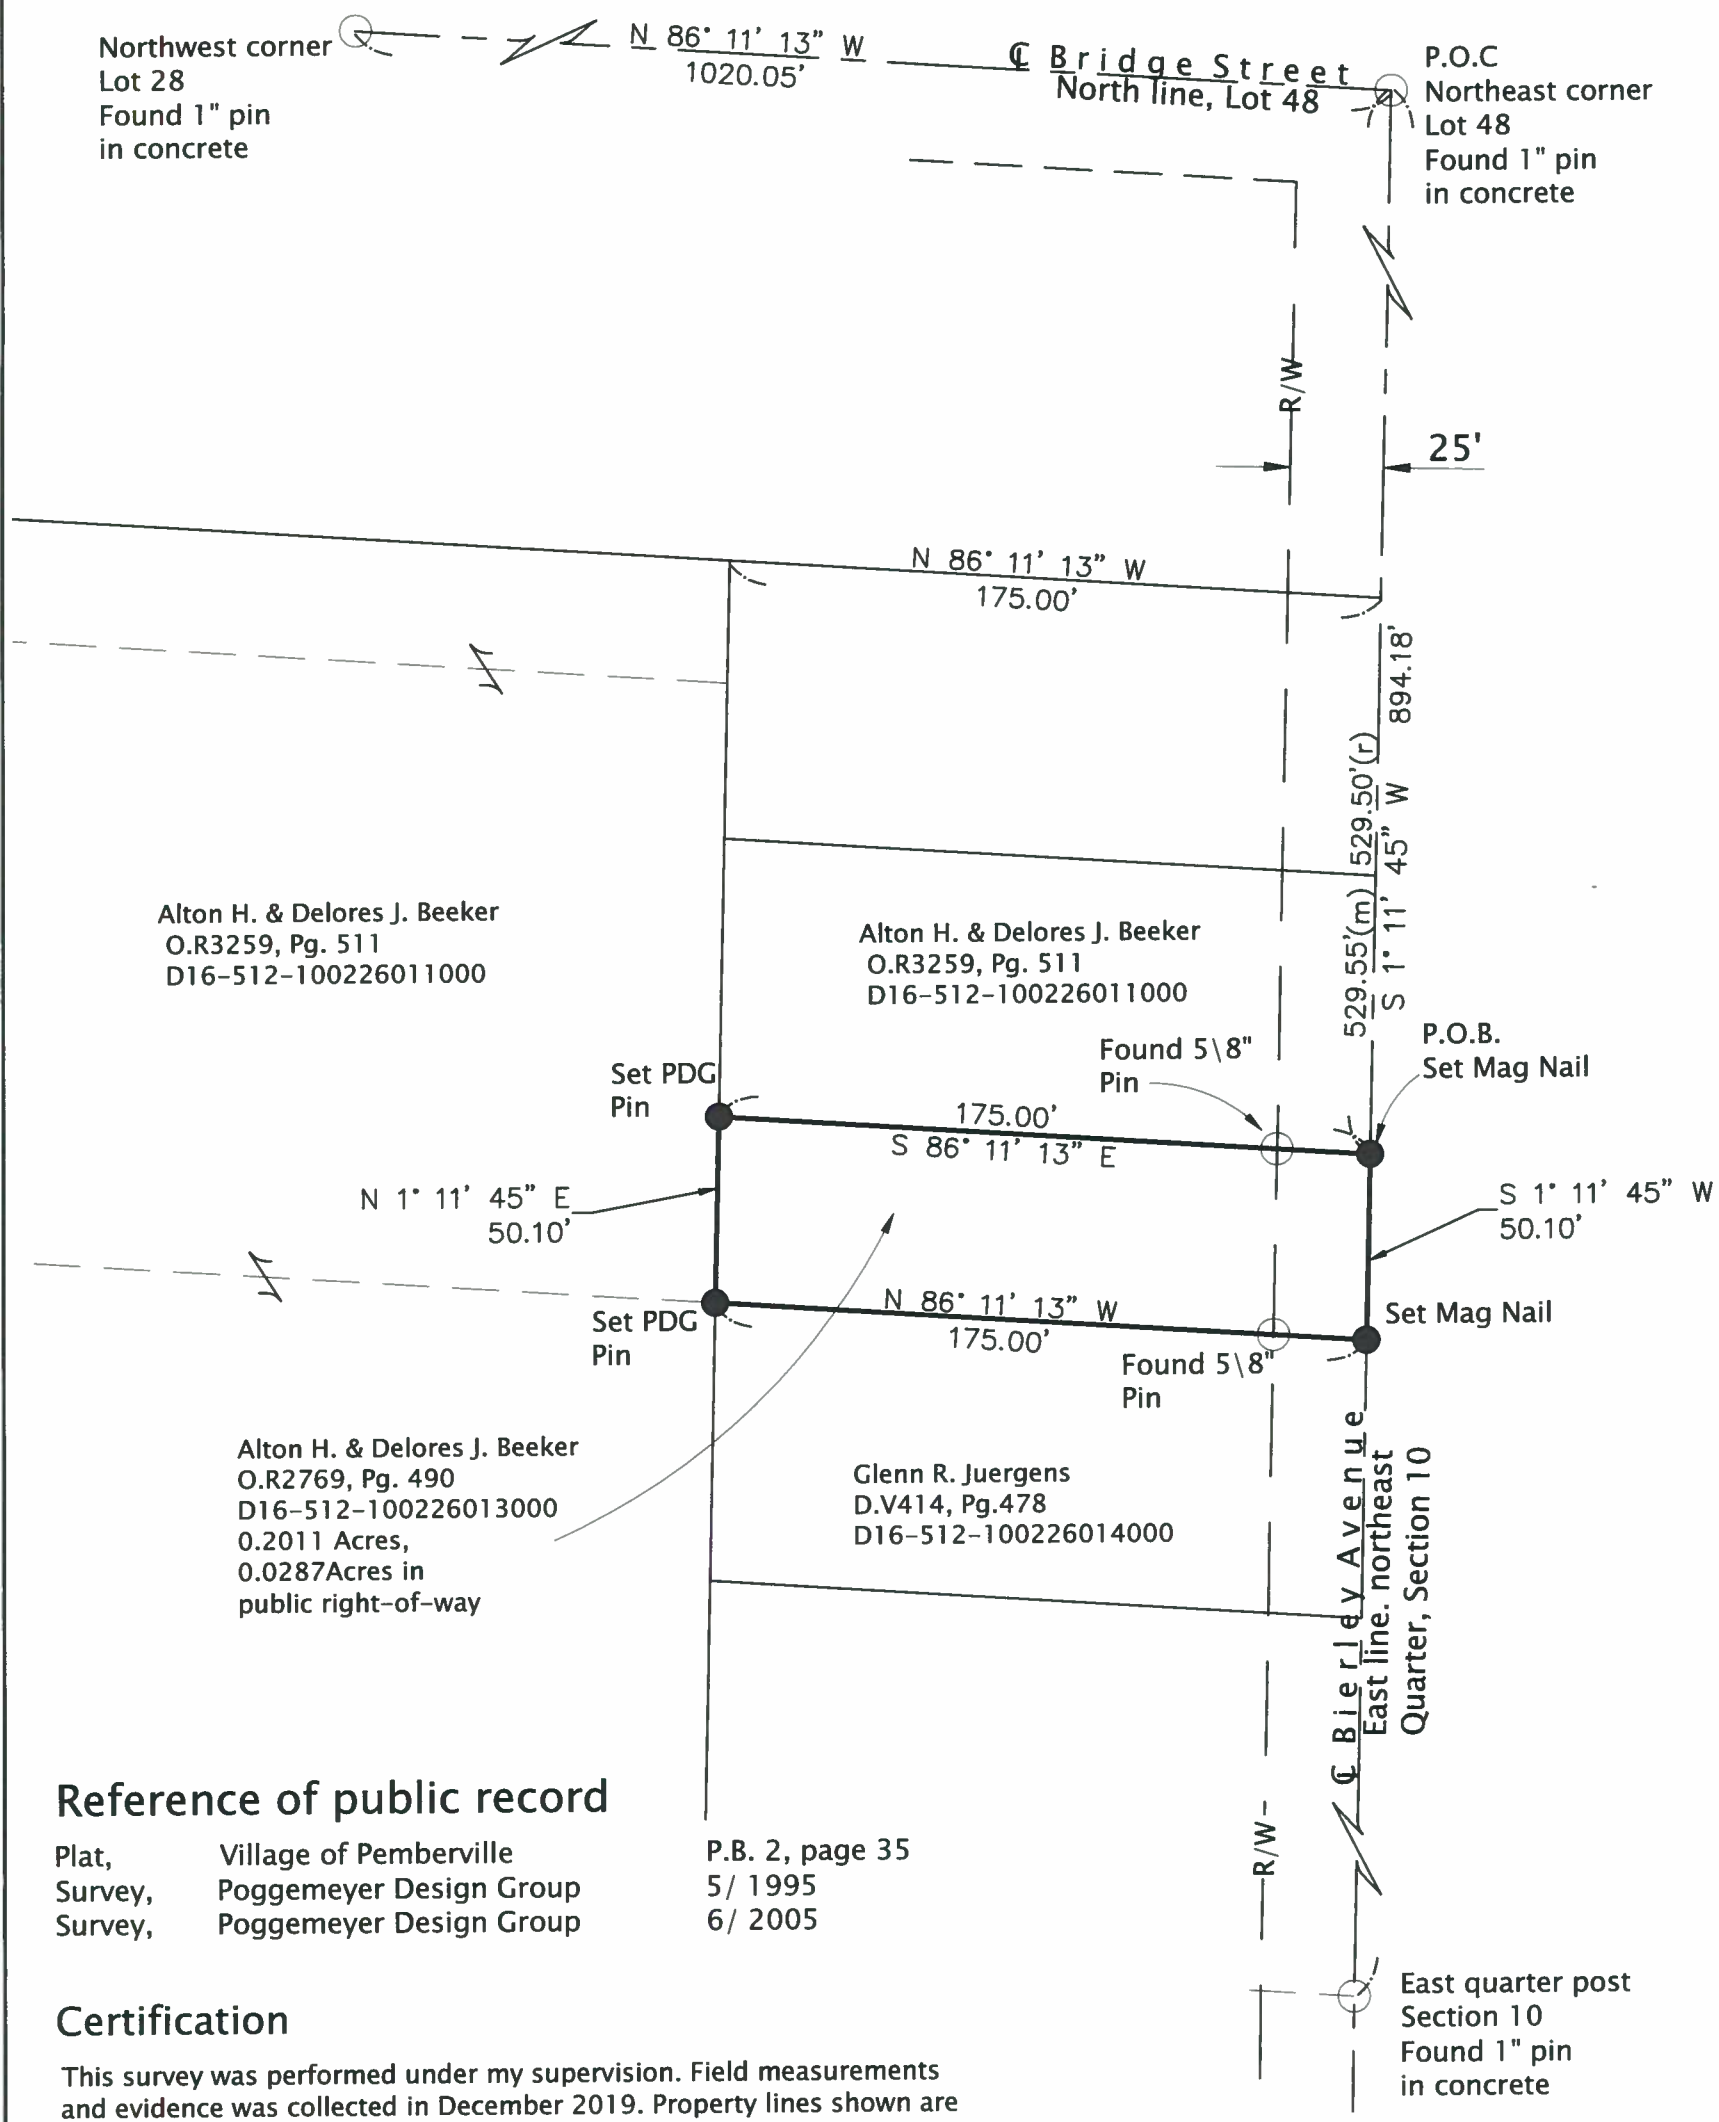 Northwest corner
Lot 28
Found 1" pin
in concrete
N 86° 11' 13" W
1020.05'
℄ Bridge Street
North line, Lot 48
P.O.C
Northeast corner
Lot 48
Found 1" pin
in concrete
R/W
25'
N 86° 11' 13" W
175.00'
894.18'
529.55'(m) 529.50'(r)
S 1° 11' 45" W
Alton H. & Delores J. Beeker
O.R3259, Pg. 511
D16-512-100226011000
Alton H. & Delores J. Beeker
O.R3259, Pg. 511
D16-512-100226011000
Found 5\8"
Pin
P.O.B.
Set Mag Nail
Set PDG
Pin
175.00'
S 86° 11' 13" E
N 1° 11' 45" E
50.10'
S 1° 11' 45" W
50.10'
Set PDG
Pin
N 86° 11' 13" W
175.00'
Set Mag Nail
Found 5\8"
Pin
Alton H. & Delores J. Beeker
O.R2769, Pg. 490
D16-512-100226013000
0.2011 Acres,
0.0287Acres in
public right-of-way
Glenn R. Juergens
D.V414, Pg.478
D16-512-100226014000
℄ Bierley Avenue
East line. northeast
Quarter, Section 10
R/W
Reference of public record
Plat, Village of Pemberville P.B. 2, page 35
Survey, Poggemeyer Design Group 5/ 1995
Survey, Poggemeyer Design Group 6/ 2005
East quarter post
Section 10
Found 1" pin
in concrete
Certification
This survey was performed under my supervision. Field measurements
and evidence was collected in December 2019. Property lines shown are